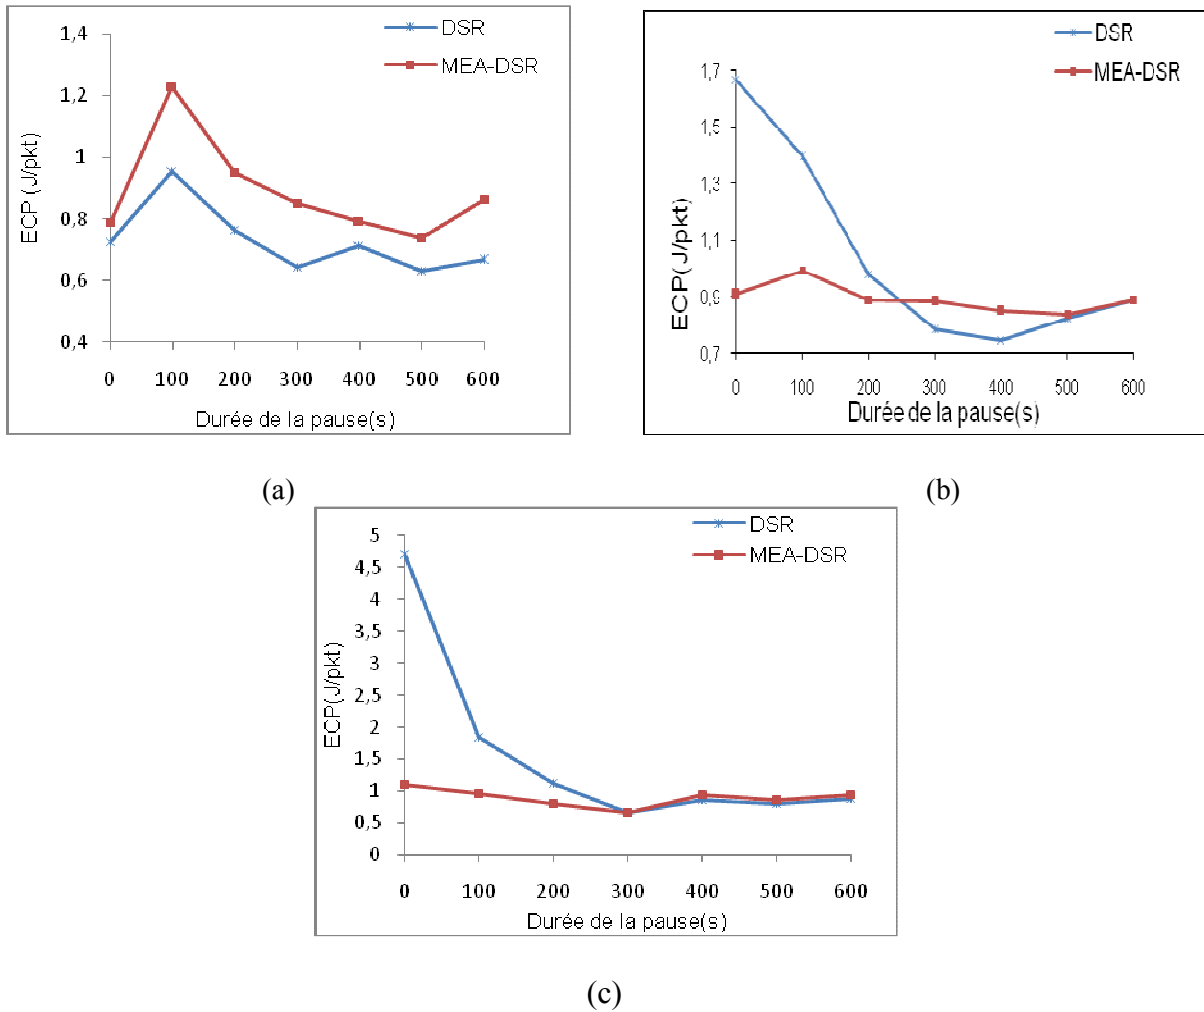 DSR
MEA-DSR
1,4
1,2
1
0,8
0,6
0,4
ECP (J/pkt)
0 100 200 300 400 500 600
Durée de la pause(s)
(a)
DSR
MEA-DSR
1,7
1,5
1,3
1,1
0,9
0,7
ECP(J/pkt)
0 100 200 300 400 500 600
Durée de la pause(s)
(b)
DSR
MEA-DSR
5
4,5
4
3,5
3
2,5
2
1,5
1
0,5
0
ECP(J/pkt)
0 100 200 300 400 500 600
Durée de la pause(s)
(c)